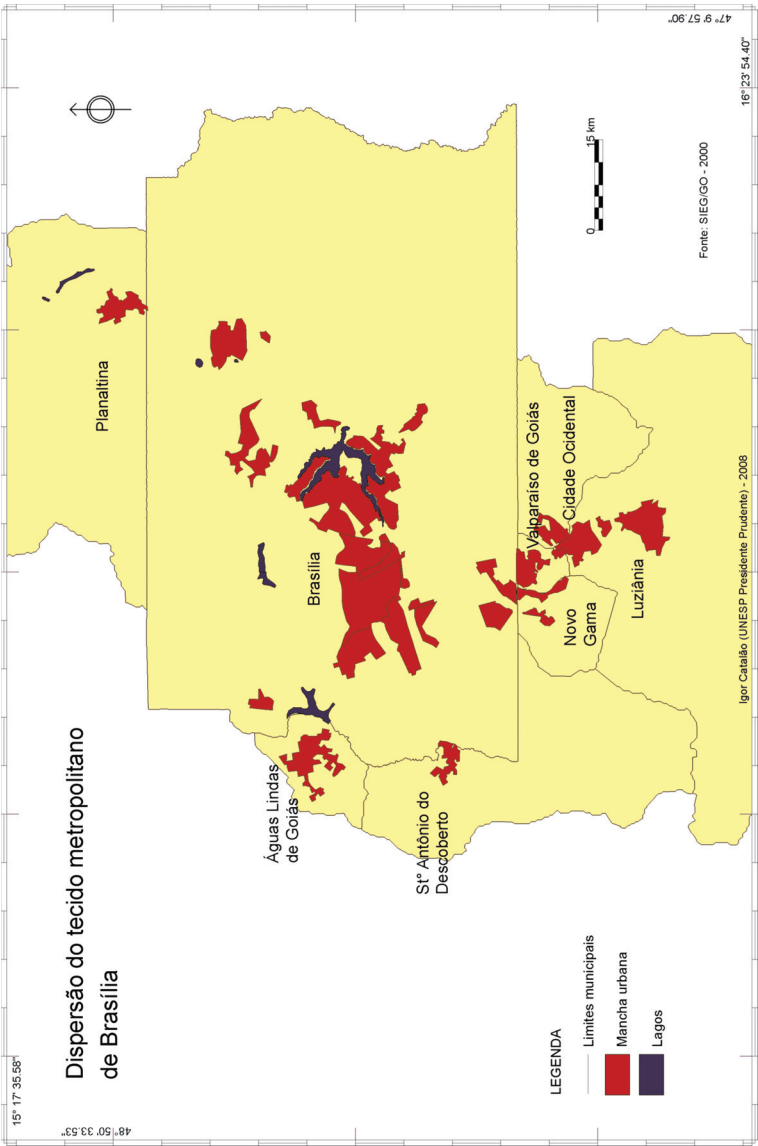 15° 17' 35.58"
48° 50' 33.53"
Dispersão do tecido metropolitano
de Brasília
Planaltina
Brasília
Águas Lindas
de Goiás
St° Antônio do
Descoberto
Valparaíso de Goiás
Cidade Ocidental
Novo
Gama
Luziânia
LEGENDA
Limites municipais
Mancha urbana
Lagos
0
15 km
Fonte: SIEG/GO - 2000
Igor Catalão (UNESP Presidente Prudente) - 2008
16° 23' 54.40"
47° 9' 57.90"